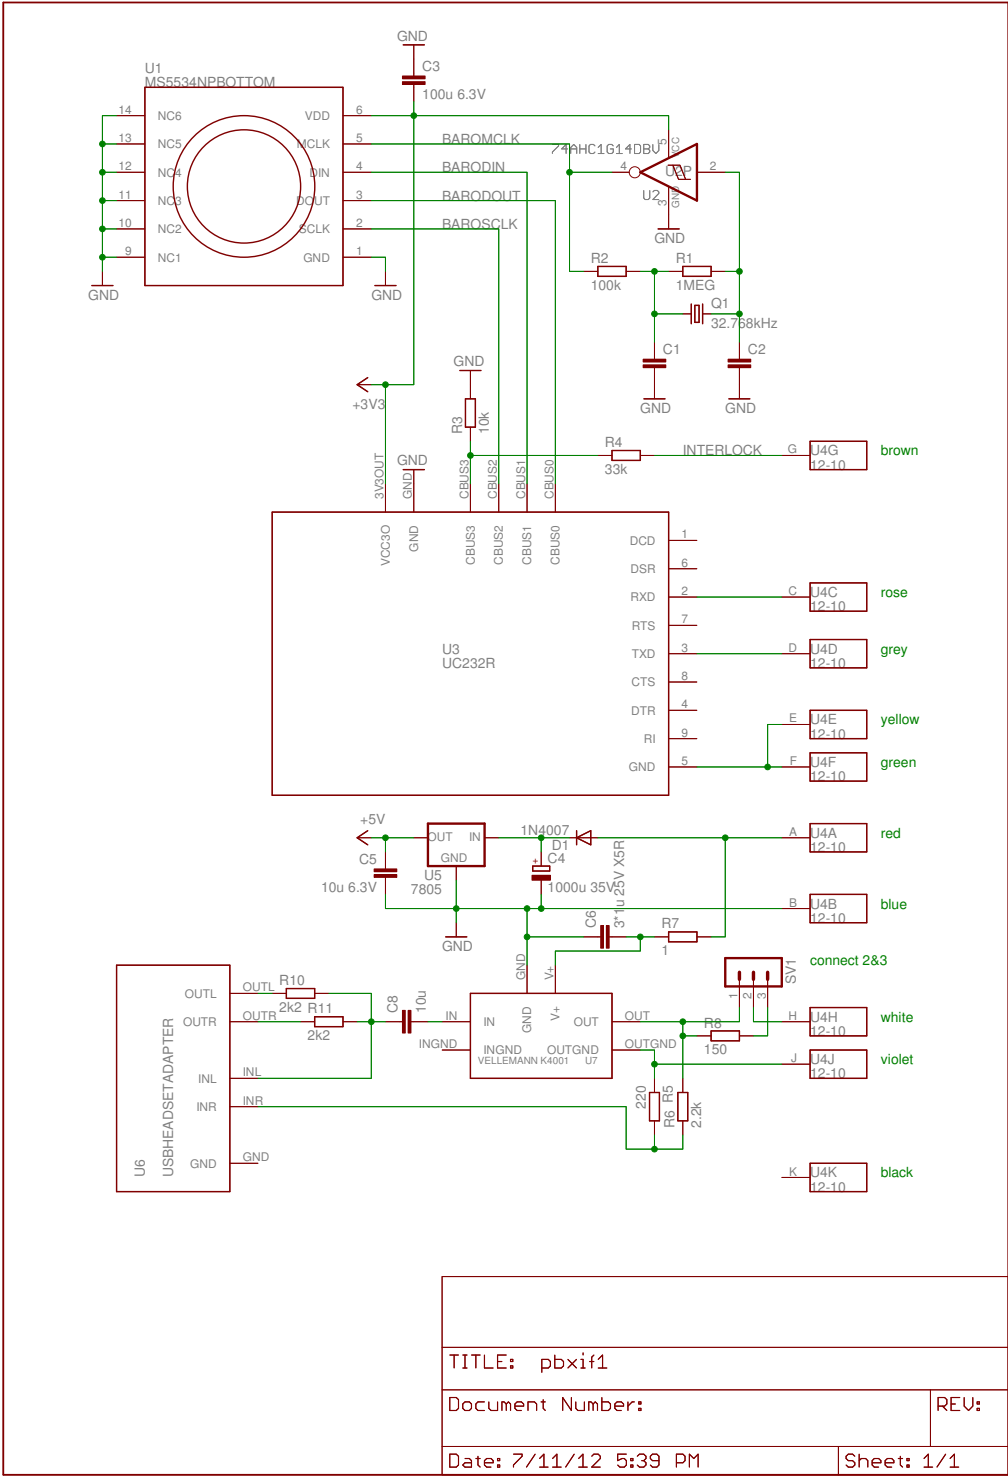 GND
C3
100u 6.3V
U1
MS5534NPBOTTOM
14 NC6 VDD 6
13 NC5 MCLK 5 BAROMCLK
12 NC4 DIN 4 BARODIN
11 NC3 DOUT 3 BARODOUT
10 NC2 SCLK 2 BAROSCLK
9 NC1 GND 1
GND
GND
74AHC1G14DBV
5 VCC
4 U2P 2
U2
3 GND
GND
R2
100k
R1
1MEG
Q1
32.768kHz
C1
C2
GND
GND
+3V3
GND
R3
10k
R4
33k
INTERLOCK
G U4G
12-10
brown
3V3OUT
GND
GND
CBUS3
CBUS2
CBUS1
CBUS0
VCC3O
GND
CBUS3
CBUS2
CBUS1
CBUS0
U3
UC232R
DCD 1
DSR 6
RXD 2
RTS 7
TXD 3
CTS 8
DTR 4
RI 9
GND 5
C U4C
12-10
rose
D U4D
12-10
grey
E U4E
12-10
yellow
F U4F
12-10
green
+5V
C5
10u 6.3V
OUT IN
GND
U5
7805
GND
1N4007
D1
C4
+
1000u 35V
C6
3*1u 25V X5R
R7
1
A U4A
12-10
red
B U4B
12-10
blue
SV1
1
2
3
connect 2&3
GND
V+
IN
INGND
IN
INGND
GND
V+
OUT
OUTGND
VELLEMANN K4001 U7
OUT
OUTGND
R8
150
H U4H
12-10
white
J U4J
12-10
violet
220
R6
R5
2.2k
K U4K
12-10
black
U6
USBHEADSETADAPTER
OUTL OUTL
OUTR OUTR
INL INL
INR INR
GND GND
R10
2k2
R11
2k2
C8
10u
TITLE: pbxif1
Document Number:
REV:
Date: 7/11/12 5:39 PM
Sheet: 1/1